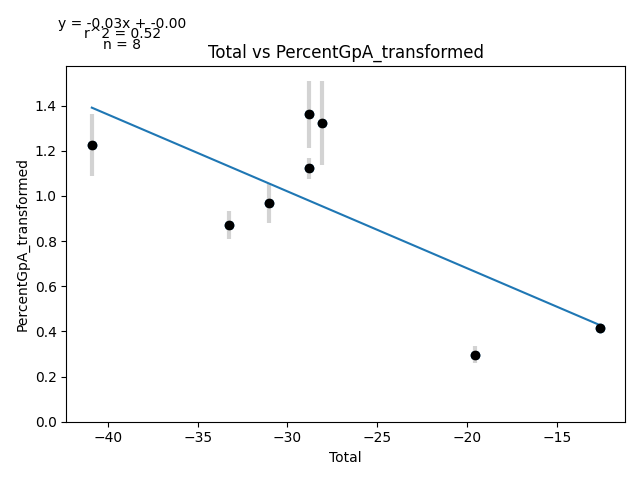 y = -0.03x + -0.00
r^2 = 0.52
n = 8
Total vs PercentGpA_transformed
1.4
1.2
1.0
0.8
0.6
0.4
0.2
0.0
PercentGpA_transformed
−40
−35
−30
−25
−20
−15
Total